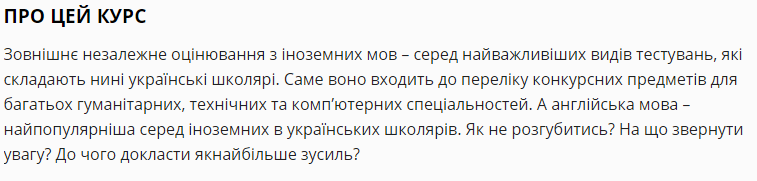 ПРО ЦЕЙ КУРС
Зовнішнє незалежне оцінювання з іноземних мов – серед найважливіших видів тестувань, які
складають нині українські школярі. Саме воно входить до переліку конкурсних предметів для
багатьох гуманітарних, технічних та комп’ютерних спеціальностей. А англійська мова –
найпопулярніша серед іноземних в українських школярів. Як не розгубитись? На що звернути
увагу? До чого докласти якнайбільше зусиль?